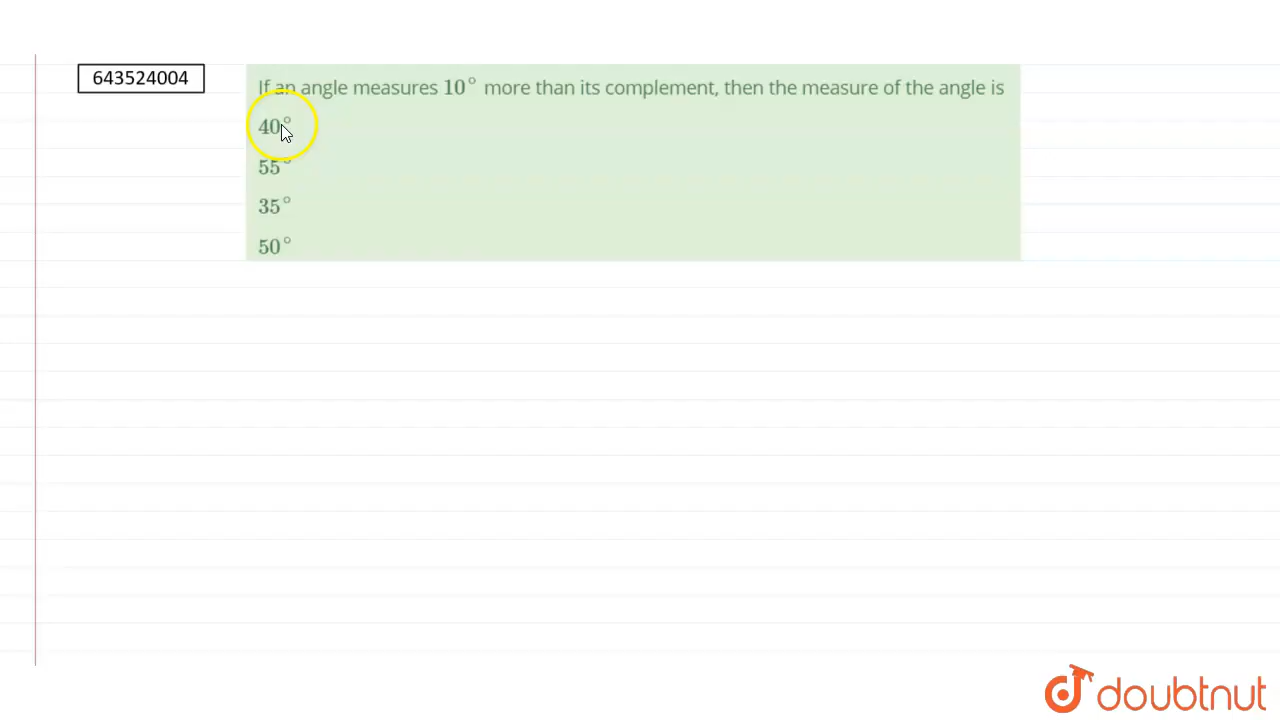 643524004
If an angle measures 10° more than its complement, then the measure of the angle is
40°
55°
35°
50°
doubtnut